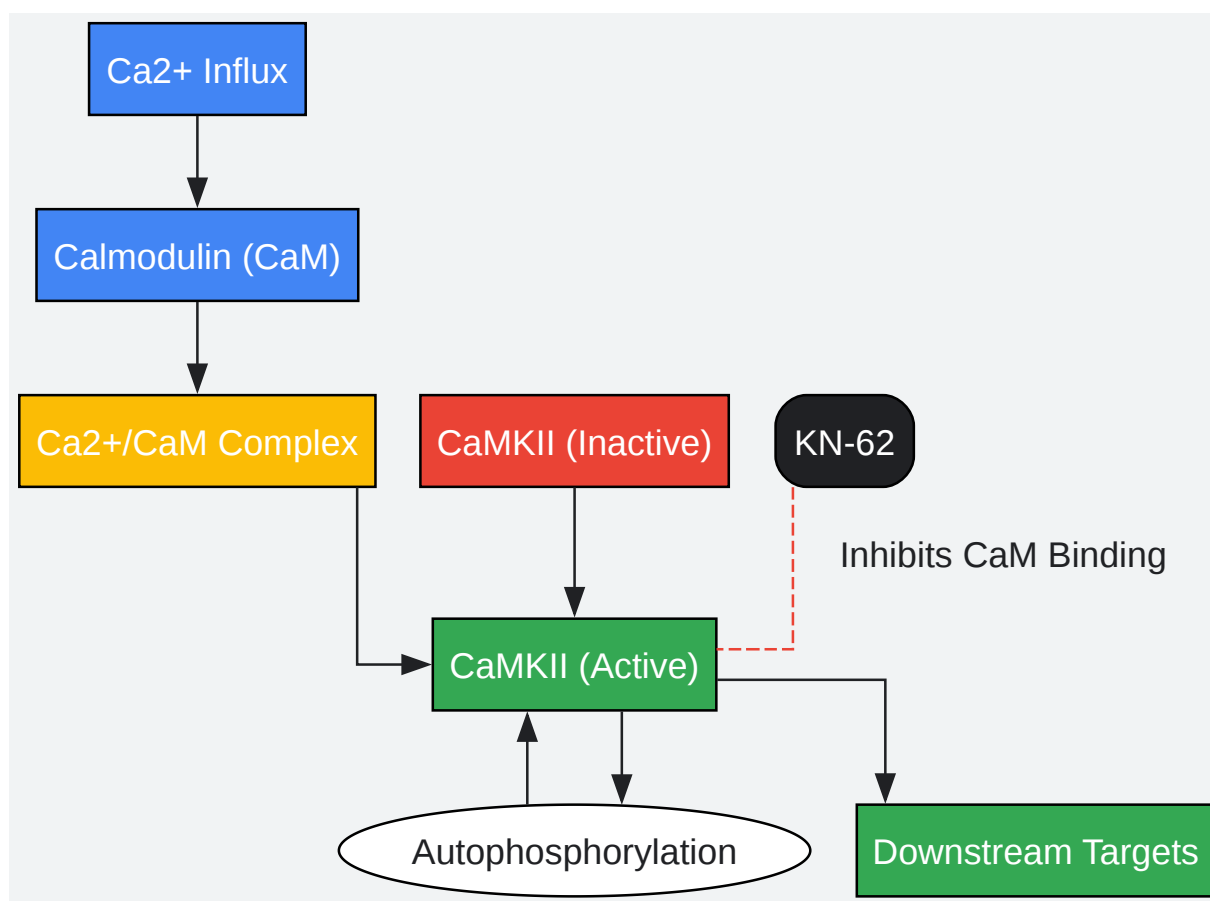 Ca2+ Influx
Calmodulin (CaM)
Ca2+/CaM Complex
CaMKII (Inactive)
KN-62
Inhibits CaM Binding
CaMKII (Active)
Autophosphorylation
Downstream Targets